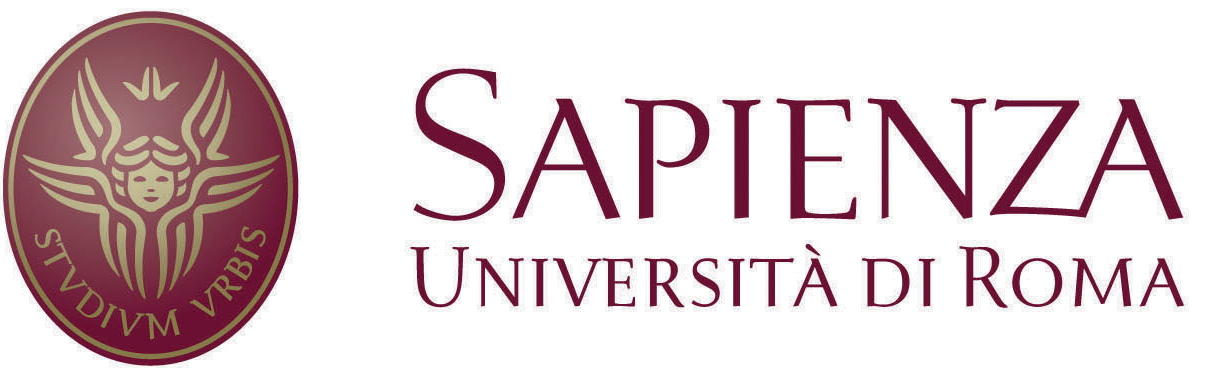 STVDIVM VRBIS
SAPIENZA
UNIVERSITÀ DI ROMA